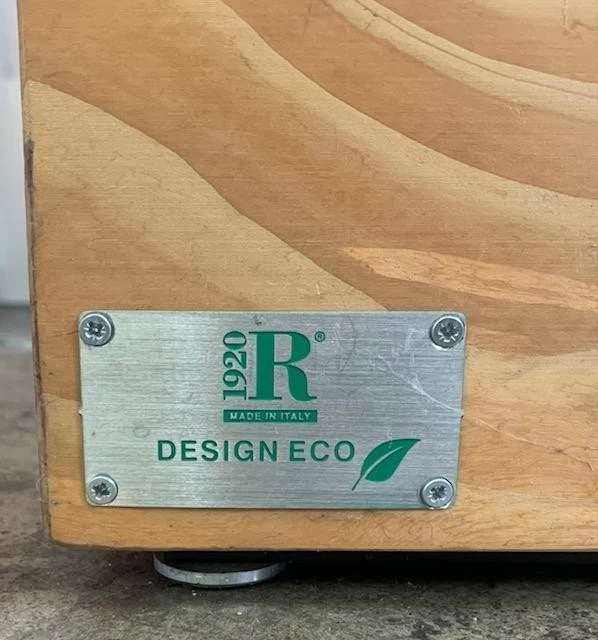 1920
R®
MADE IN ITALY
DESIGN ECO